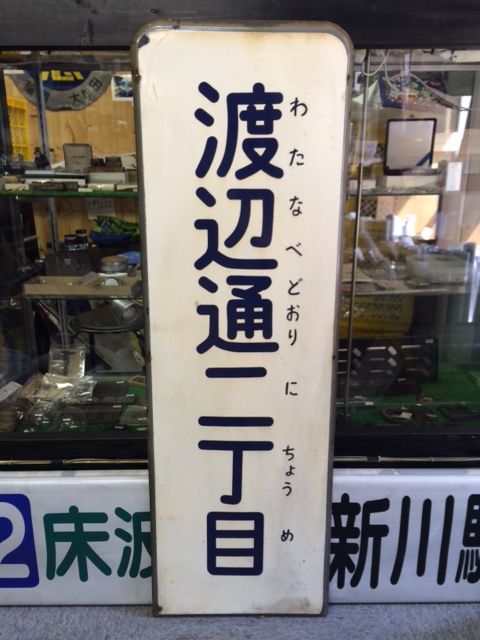 渡辺通二丁目
わたなべどおりにちょうめ
2床波
新川駅